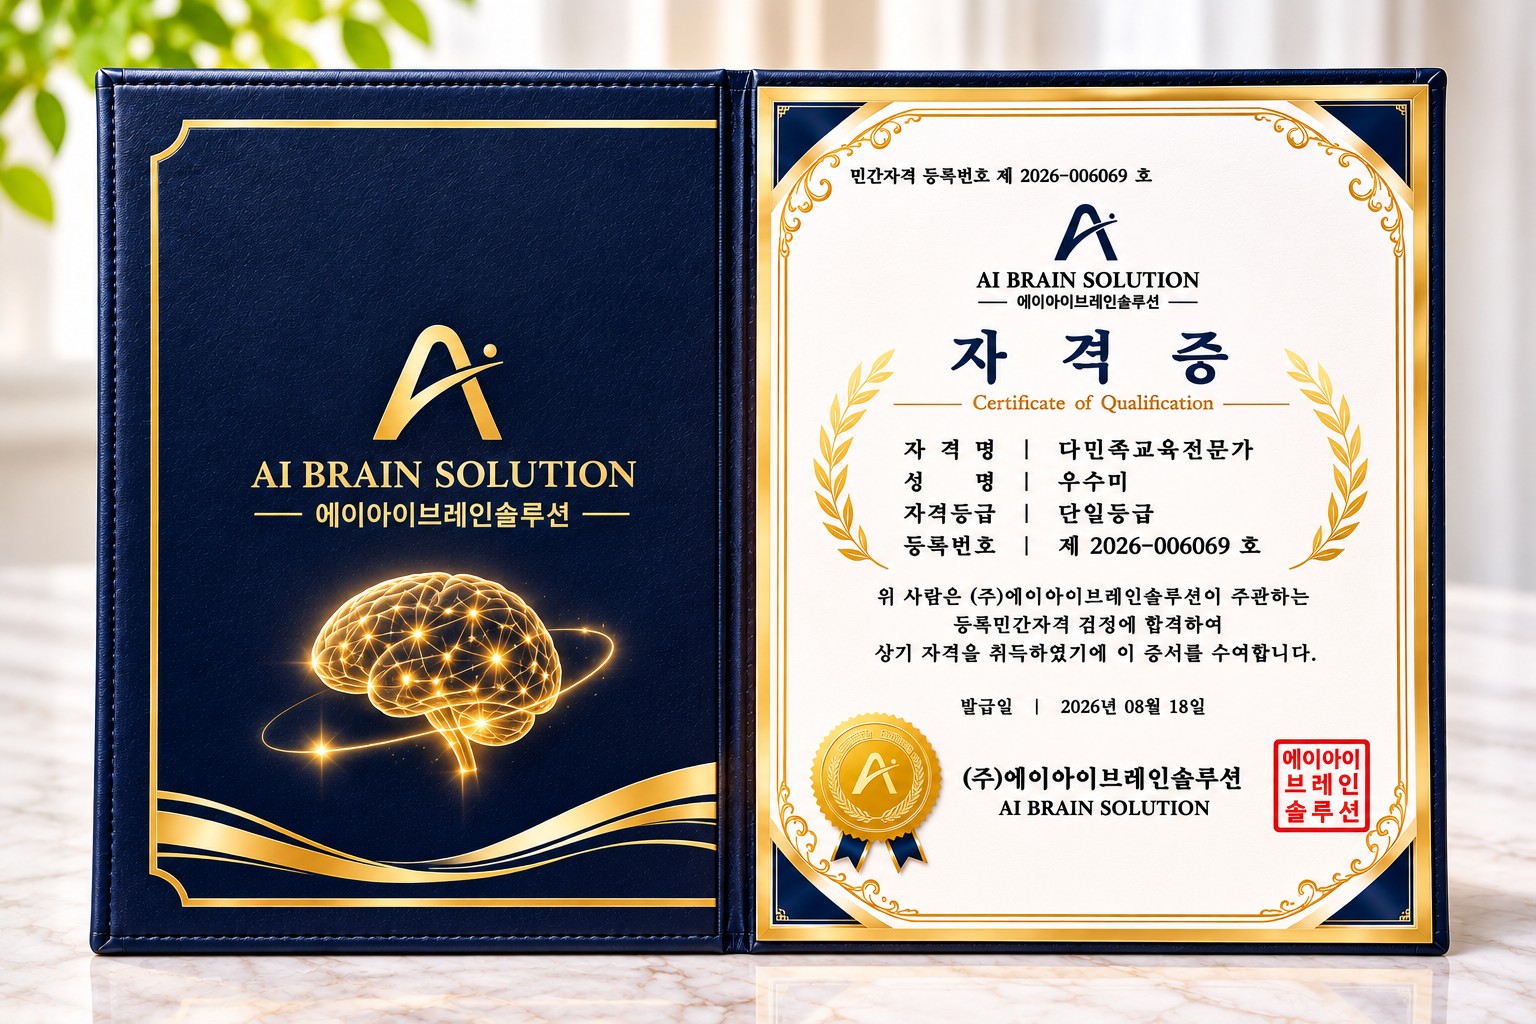 AI BRAIN SOLUTION
에이아이브레인솔루션
민간자격 등록번호 제 2026-006069 호
AI BRAIN SOLUTION
에이아이브레인솔루션
자 격 증
Certificate of Qualification
자 격 명 | 다민족교육전문가
성 명 | 우수미
자격등급 | 단일등급
등록번호 | 제 2026-006069 호
위 사람은 (주)에이아이브레인솔루션이 주관하는
등록민간자격 검정에 합격하여
상기 자격을 취득하였기에 이 증서를 수여합니다.
발급일 | 2026년 08월 18일
(주)에이아이브레인솔루션
AI BRAIN SOLUTION
에이아이
브레인
솔루션